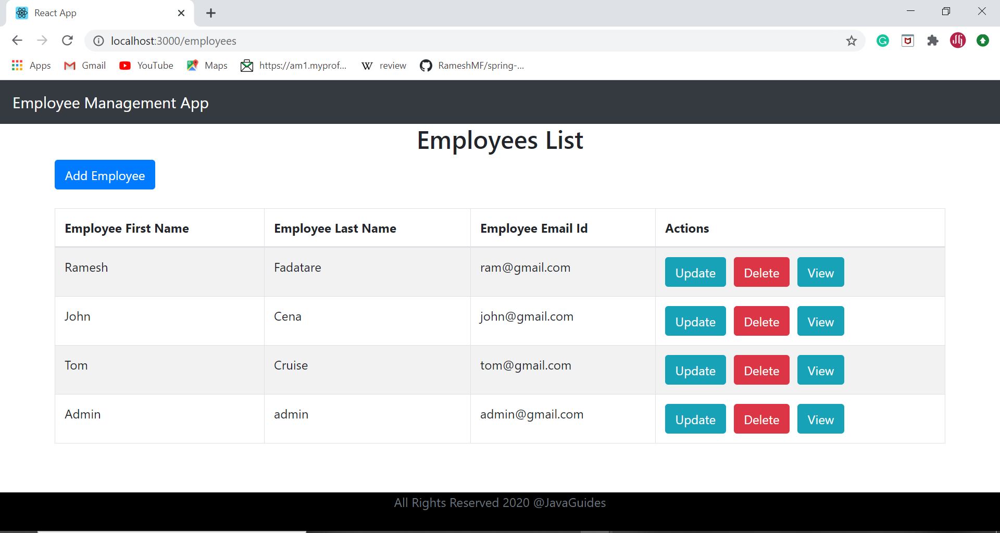 React App
localhost:3000/employees
Apps Gmail YouTube Maps https://am1.myprof... review RameshMF/spring-...
Employee Management App
Employees List
Add Employee
Employee First Name Employee Last Name Employee Email Id Actions
Ramesh Fadatare ram@gmail.com Update Delete View
John Cena john@gmail.com Update Delete View
Tom Cruise tom@gmail.com Update Delete View
Admin admin admin@gmail.com Update Delete View
All Rights Reserved 2020 @JavaGuides